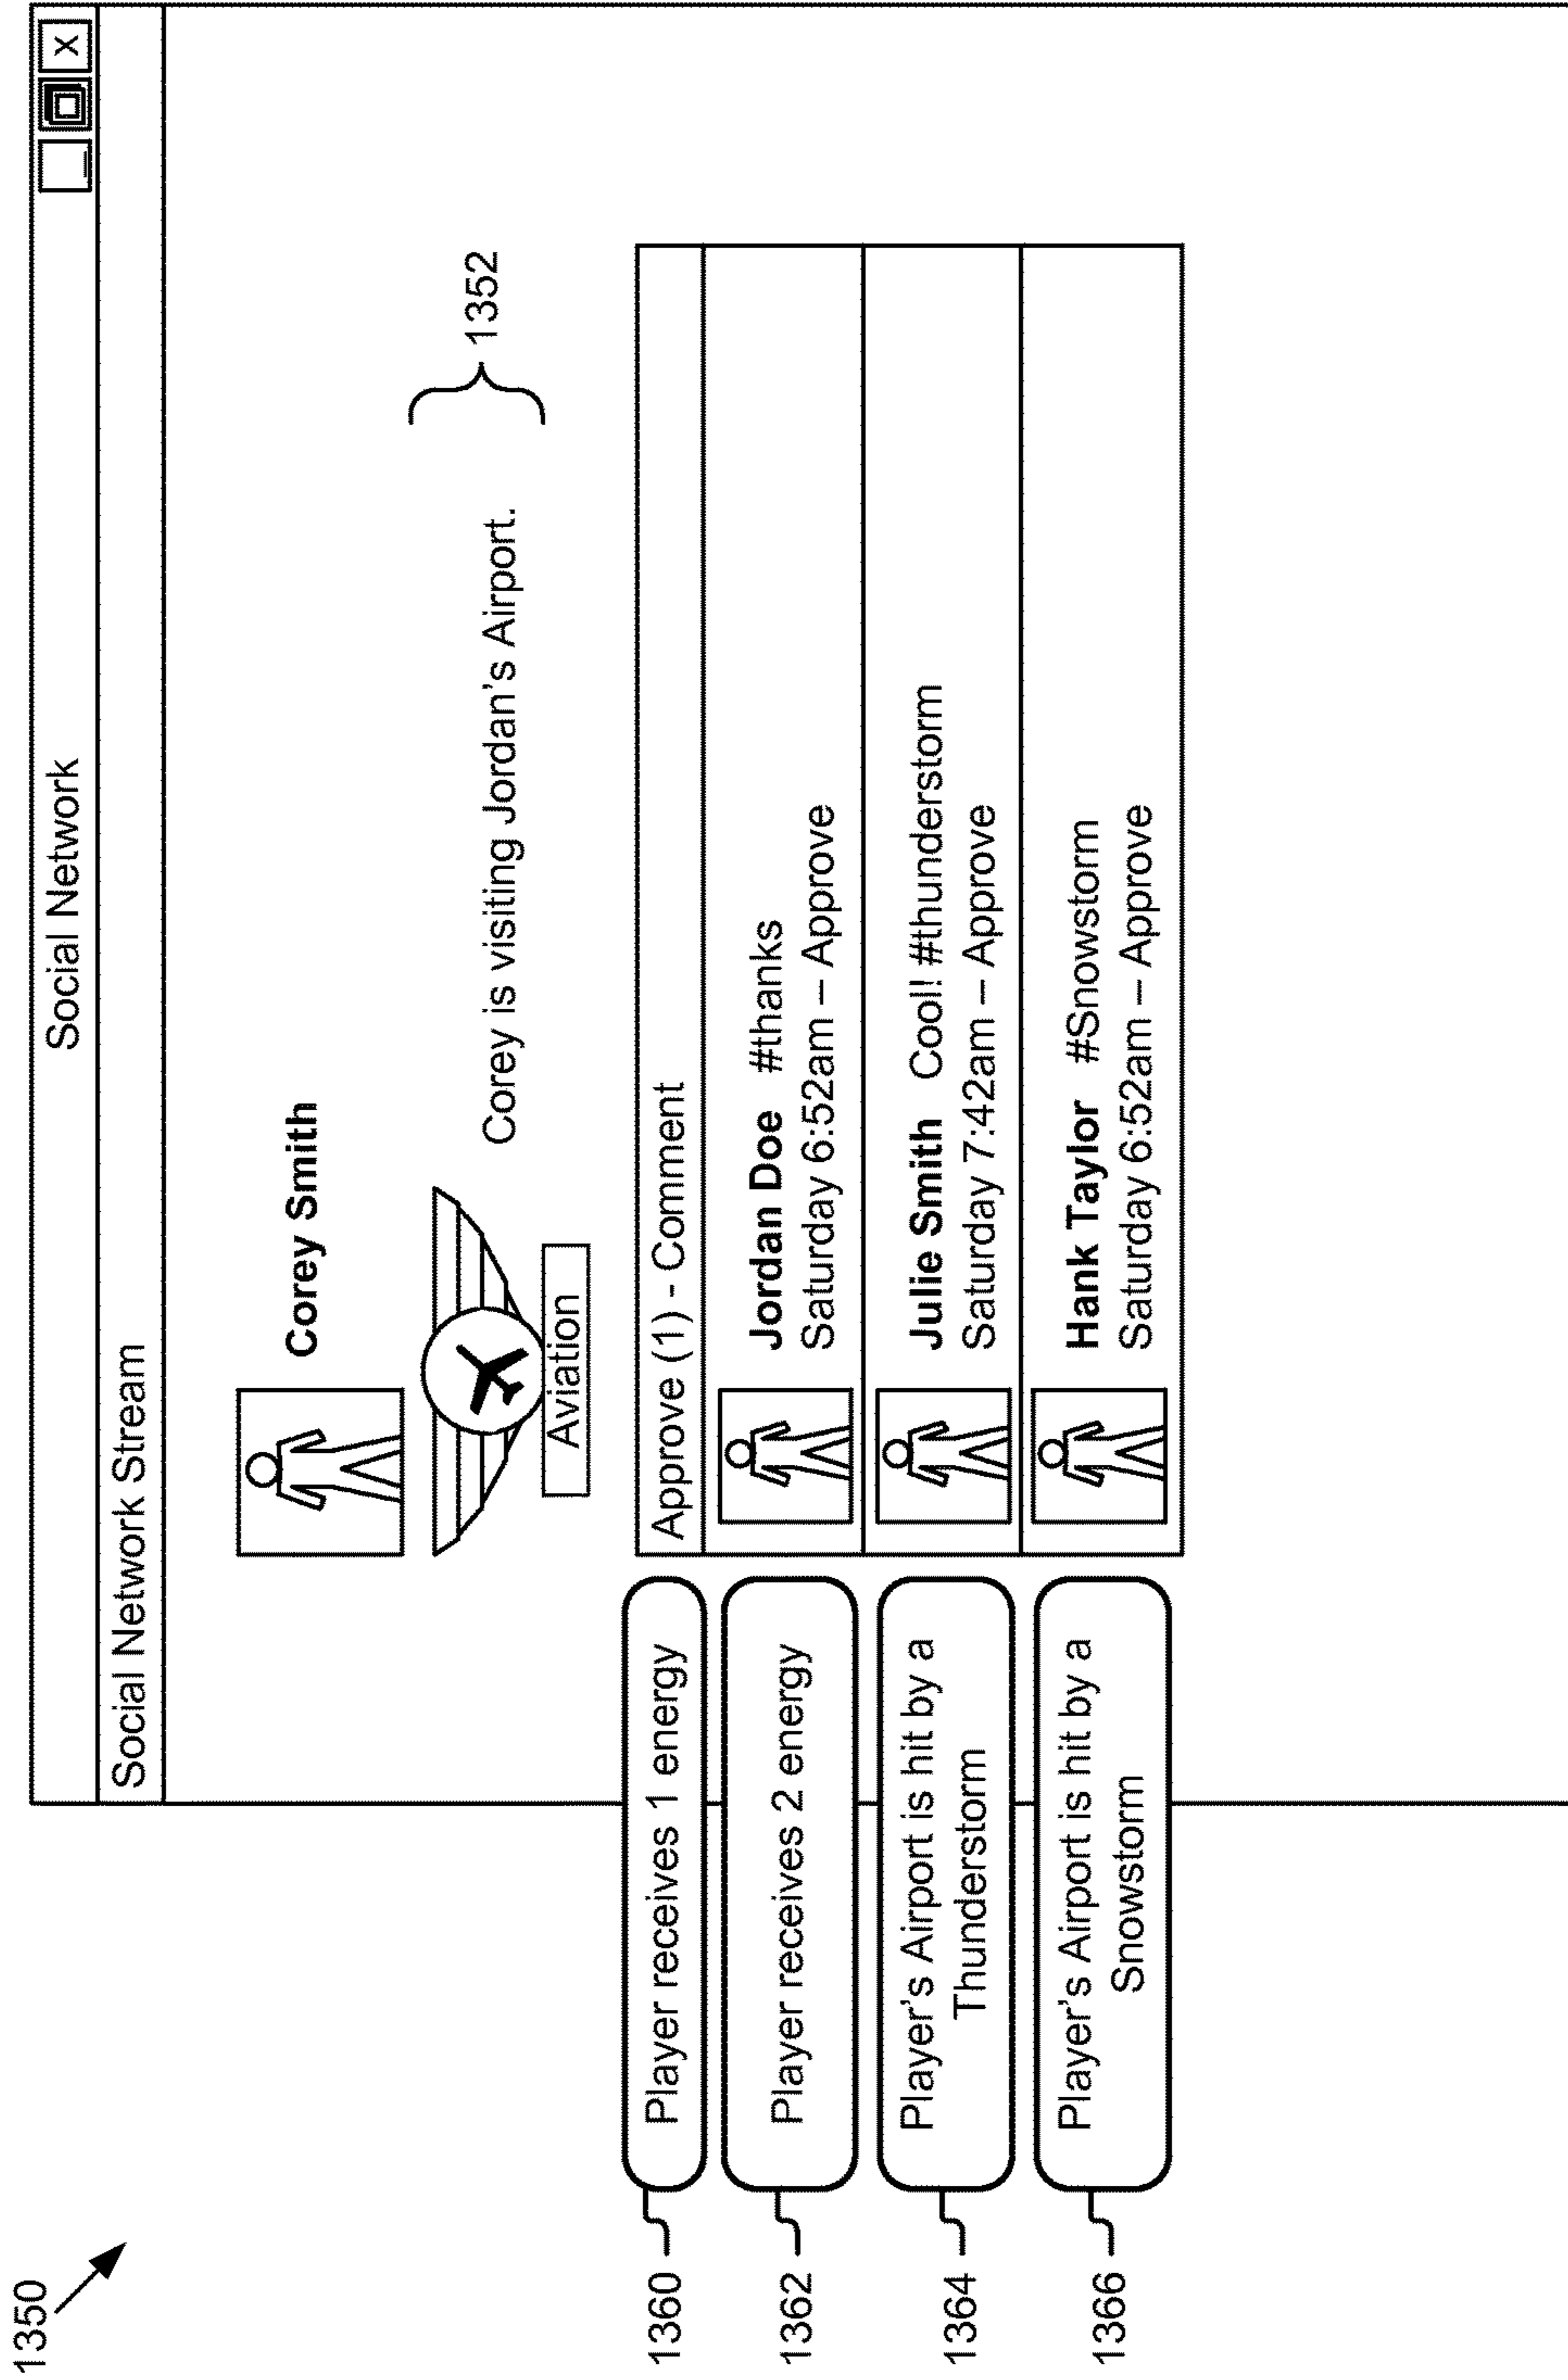 1350
Social Network
_ X
Social Network Stream
Corey Smith
Aviation
Corey is visiting Jordan's Airport.
1352
1360
Player receives 1 energy
Approve (1) - Comment
1362
Player receives 2 energy
Jordan Doe #thanks
Saturday 6:52am – Approve
1364
Player's Airport is hit by a
Thunderstorm
Julie Smith Cool! #thunderstorm
Saturday 7:42am – Approve
1366
Player's Airport is hit by a
Snowstorm
Hank Taylor #Snowstorm
Saturday 6:52am – Approve